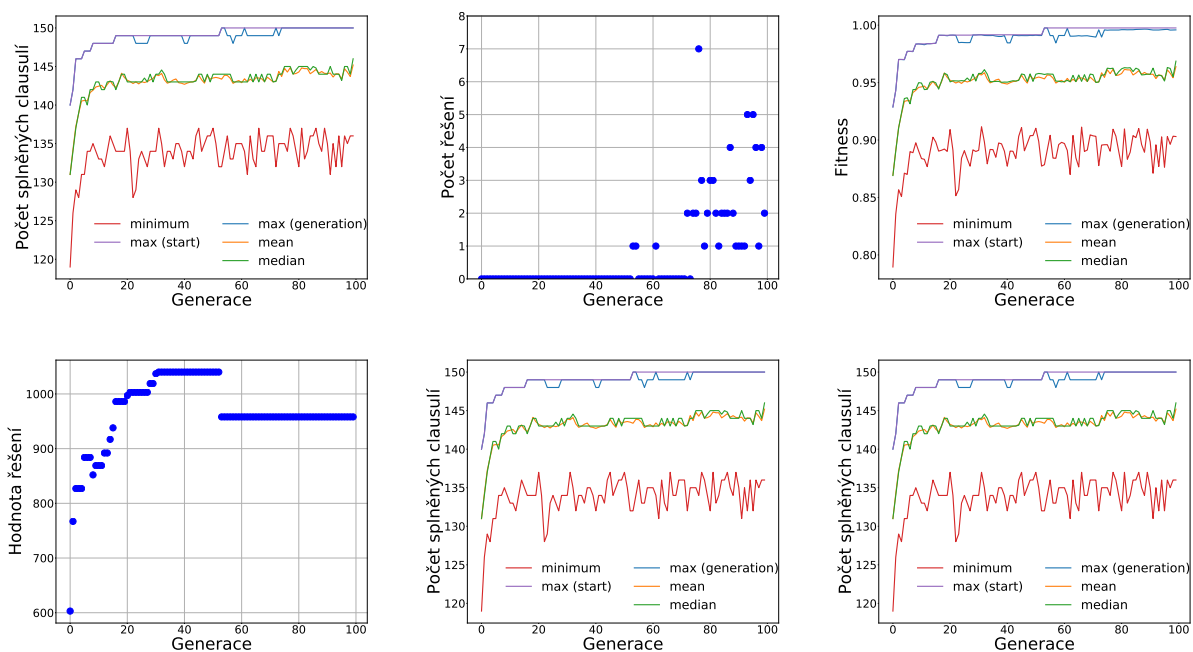 Počet splněných clausulí
150
145
140
135
130
125
120
minimum
max (start)
max (generation)
mean
median
0 20 40 60 80 100
Generace
Počet řešení
8
7
6
5
4
3
2
1
0
0 20 40 60 80 100
Generace
Fitness
1.00
0.95
0.90
0.85
0.80
minimum
max (start)
max (generation)
mean
median
0 20 40 60 80 100
Generace
Hodnota řešení
1000
900
800
700
600
0 20 40 60 80 100
Generace
Počet splněných clausulí
150
145
140
135
130
125
120
minimum
max (start)
max (generation)
mean
median
0 20 40 60 80 100
Generace
Počet splněných clausulí
150
145
140
135
130
125
120
minimum
max (start)
max (generation)
mean
median
0 20 40 60 80 100
Generace